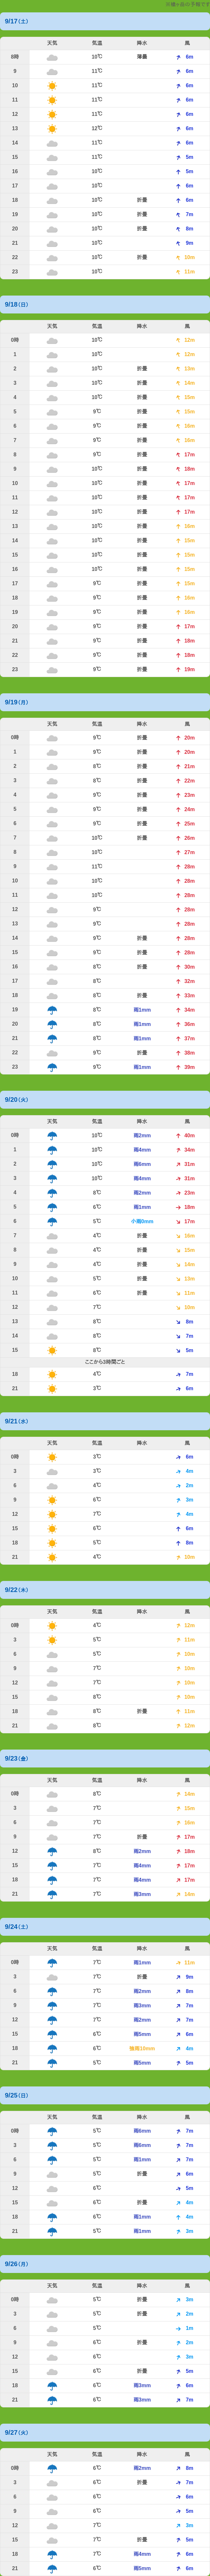 9/17(土)
天気 気温 降水 風
8時 10℃ 薄曇 6m
9 11℃ 6m
10 11℃ 6m
11 11℃ 6m
12 11℃ 6m
13 12℃ 6m
14 11℃ 6m
15 11℃ 5m
16 10℃ 5m
17 10℃ 6m
18 10℃ 折曇 6m
19 10℃ 折曇 7m
20 10℃ 折曇 8m
21 10℃ 9m
22 10℃ 折曇 10m
23 10℃ 11m
9/18(日)
天気 気温 降水 風
0時 10℃ 12m
1 10℃ 12m
2 10℃ 折曇 13m
3 10℃ 折曇 14m
4 10℃ 折曇 15m
5 9℃ 折曇 15m
6 9℃ 折曇 16m
7 9℃ 折曇 16m
8 9℃ 折曇 17m
9 10℃ 折曇 18m
10 10℃ 折曇 17m
11 10℃ 折曇 17m
12 10℃ 折曇 17m
13 10℃ 折曇 16m
14 10℃ 折曇 15m
15 10℃ 折曇 15m
16 10℃ 折曇 15m
17 9℃ 折曇 15m
18 9℃ 折曇 16m
19 9℃ 折曇 16m
20 9℃ 折曇 17m
21 9℃ 折曇 18m
22 9℃ 折曇 18m
23 9℃ 折曇 19m
9/19(月)
天気 気温 降水 風
0時 9℃ 折曇 20m
1 9℃ 折曇 20m
2 8℃ 折曇 21m
3 8℃ 折曇 22m
4 9℃ 折曇 23m
5 9℃ 折曇 24m
6 9℃ 折曇 25m
7 10℃ 折曇 26m
8 10℃ 27m
9 11℃ 28m
10 10℃ 28m
11 10℃ 28m
12 9℃ 28m
13 9℃ 28m
14 9℃ 折曇 28m
15 9℃ 折曇 28m
16 8℃ 折曇 30m
17 8℃ 32m
18 8℃ 折曇 33m
19 8℃ 雨1mm 34m
20 8℃ 雨1mm 36m
21 8℃ 雨1mm 37m
22 9℃ 折曇 38m
23 9℃ 雨1mm 39m
9/20(火)
天気 気温 降水 風
0時 10℃ 雨2mm 40m
1 10℃ 雨4mm 34m
2 10℃ 雨6mm 31m
3 10℃ 雨4mm 31m
4 8℃ 雨2mm 23m
5 6℃ 雨1mm 18m
6 5℃ 小雨0mm 17m
7 4℃ 折曇 16m
8 4℃ 折曇 15m
9 4℃ 折曇 14m
10 5℃ 折曇 13m
11 6℃ 折曇 11m
12 7℃ 10m
13 8℃ 8m
14 8℃ 7m
15 8℃ 5m
ここから3時間ごと
18 4℃ 7m
21 3℃ 6m
9/21(水)
天気 気温 降水 風
0時 3℃ 6m
3 3℃ 4m
6 4℃ 2m
9 6℃ 3m
12 7℃ 4m
15 6℃ 6m
18 5℃ 8m
21 4℃ 10m
9/22(木)
天気 気温 降水 風
0時 4℃ 12m
3 5℃ 11m
6 5℃ 10m
9 7℃ 10m
12 7℃ 10m
15 8℃ 10m
18 8℃ 折曇 11m
21 8℃ 12m
9/23(金)
天気 気温 降水 風
0時 8℃ 14m
3 7℃ 15m
6 7℃ 16m
9 7℃ 折曇 17m
12 8℃ 雨2mm 18m
15 7℃ 雨4mm 17m
18 7℃ 雨4mm 17m
21 7℃ 雨3mm 14m
9/24(土)
天気 気温 降水 風
0時 7℃ 雨1mm 11m
3 7℃ 折曇 9m
6 7℃ 雨2mm 8m
9 7℃ 雨3mm 7m
12 7℃ 雨2mm 7m
15 6℃ 雨5mm 6m
18 6℃ 強雨10mm 4m
21 5℃ 雨5mm 5m
9/25(日)
天気 気温 降水 風
0時 5℃ 雨6mm 7m
3 5℃ 雨6mm 7m
6 5℃ 雨1mm 7m
9 5℃ 折曇 6m
12 6℃ 5m
15 6℃ 折曇 4m
18 6℃ 雨1mm 4m
21 5℃ 雨1mm 3m
9/26(月)
天気 気温 降水 風
0時 5℃ 折曇 3m
3 5℃ 折曇 2m
6 5℃ 1m
9 6℃ 折曇 2m
12 6℃ 3m
15 6℃ 折曇 5m
18 6℃ 雨3mm 6m
21 6℃ 雨3mm 7m
9/27(火)
天気 気温 降水 風
0時 6℃ 雨2mm 8m
3 6℃ 折曇 7m
6 6℃ 6m
9 6℃ 5m
12 7℃ 3m
15 7℃ 折曇 5m
18 7℃ 雨4mm 6m
21 6℃ 雨5mm 6m